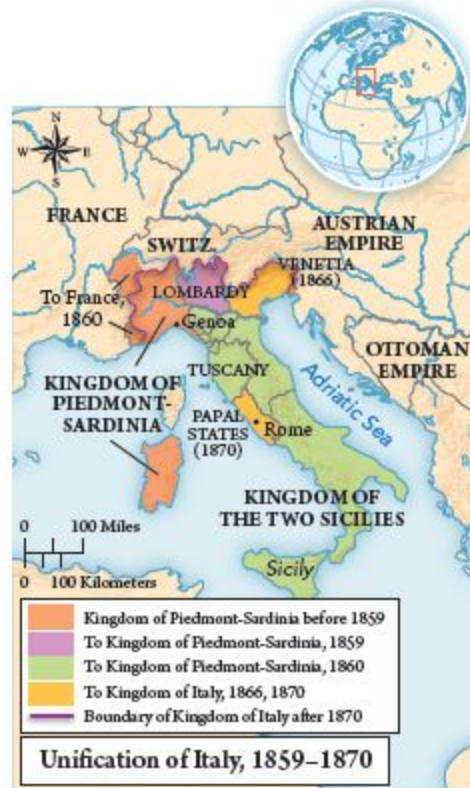 N
W E
S
FRANCE
SWITZ.
AUSTRIAN
EMPIRE
VENETIA
(1866)
To France,
1860
LOMBARDY
Genoa
OTTOMAN
EMPIRE
KINGDOM OF
PIEDMONT-
SARDINIA
TUSCANY
Adriatic Sea
PAPAL
STATES
(1870)
Rome
KINGDOM OF
THE TWO SICILIES
0 100 Miles
0 100 Kilometers
Sicily
Kingdom of Piedmont-Sardinia before 1859
To Kingdom of Piedmont-Sardinia, 1859
To Kingdom of Piedmont-Sardinia, 1860
To Kingdom of Italy, 1866, 1870
Boundary of Kingdom of Italy after 1870
Unification of Italy, 1859–1870